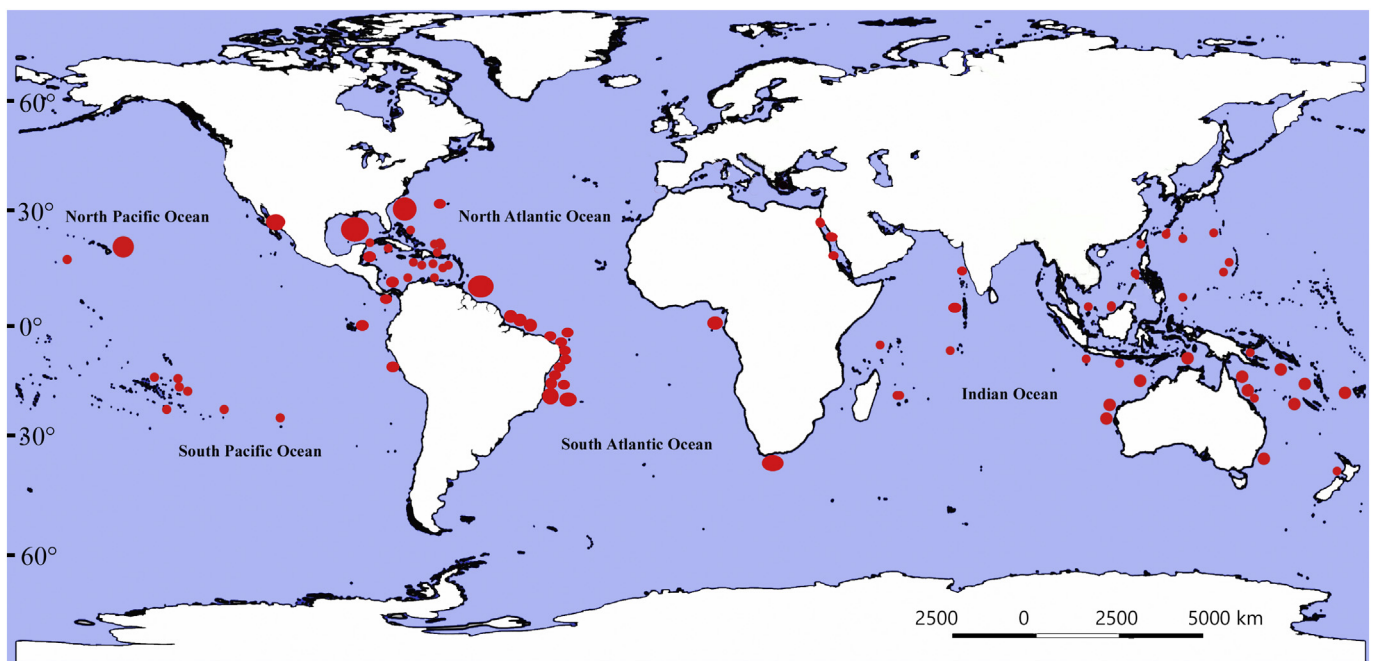 60°
30°
North Pacific Ocean
North Atlantic Ocean
0°
Indian Ocean
30°
South Pacific Ocean
South Atlantic Ocean
60°
2500 0 2500 5000 km